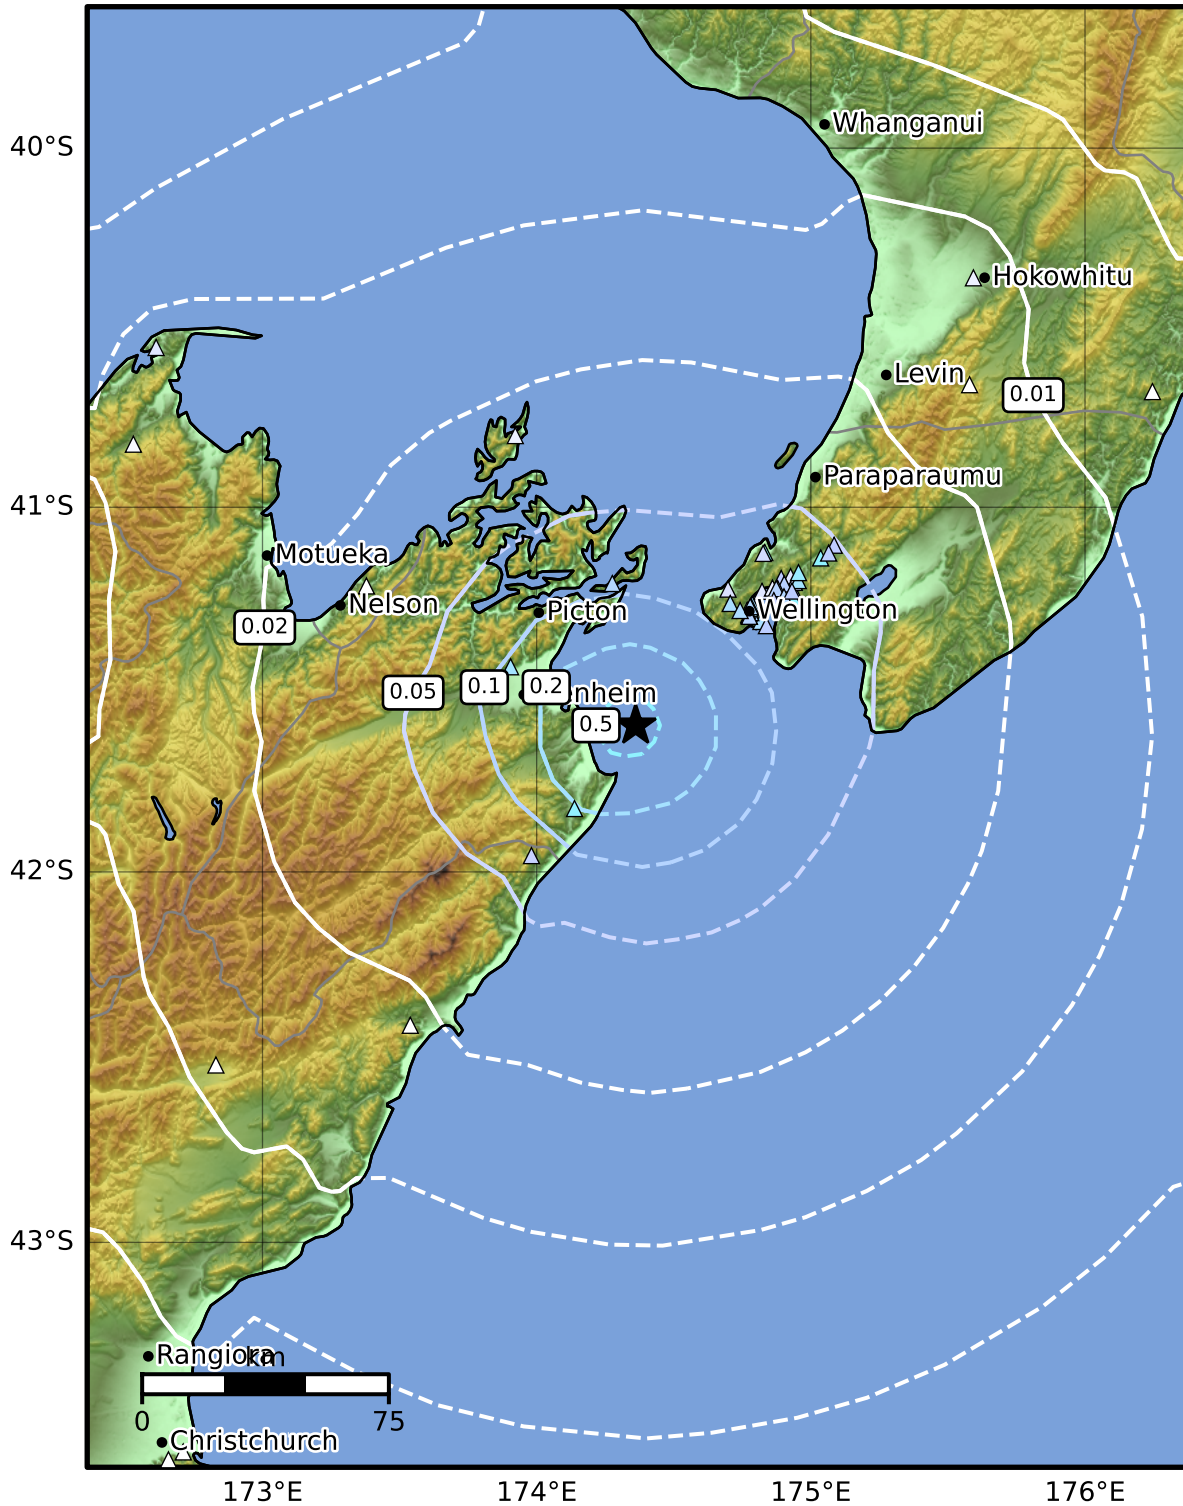 Whanganui
40°S
Hokowhitu
Levin
0.01
Paraparaumu
41°S
Motueka
Nelson
Picton
Wellington
0.02
0.05
0.1
0.2
enheim
0.5
42°S
43°S
Rangiora
km
0
75
Christchurch
173°E
174°E
175°E
176°E